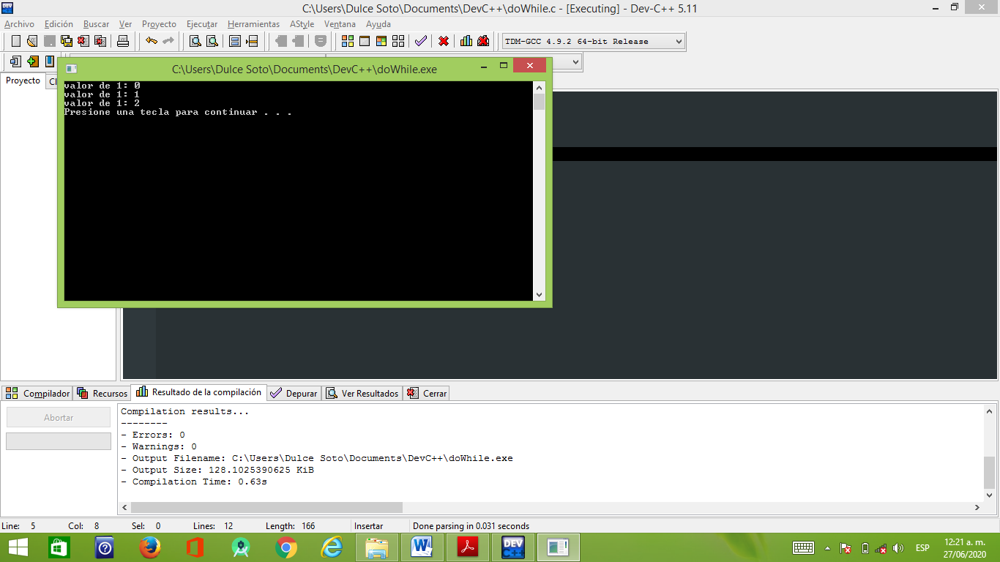 C:\Users\Dulce Soto\Documents\DevC++\doWhile.c - [Executing] - Dev-C++ 5.11
Archivo Edición Buscar Ver Proyecto Ejecutar Herramientas AStyle Ventana Ayuda
TDM-GCC 4.9.2 64-bit Release
Proyecto
C:\Users\Dulce Soto\Documents\DevC++\doWhile.exe
valor de 1: 0
valor de 1: 1
valor de 1: 2
Presione una tecla para continuar . . .
Compilador Recursos Resultado de la compilación Depurar Ver Resultados Cerrar
Abortar
Compilation results...
--------
- Errors: 0
- Warnings: 0
- Output Filename: C:\Users\Dulce Soto\Documents\DevC++\doWhile.exe
- Output Size: 128.1025390625 KiB
- Compilation Time: 0.63s
Line: 5 Col: 8 Sel: 0 Lines: 12 Length: 166 Insertar Done parsing in 0.031 seconds
DEV C++
ESP
12:21 a. m.
27/06/2020